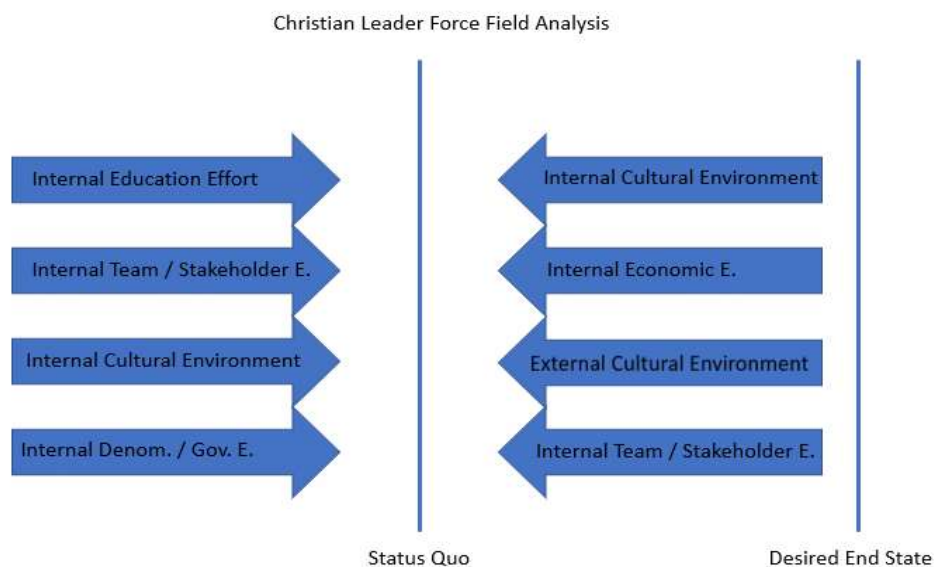 Christian Leader Force Field Analysis
Internal Education Effort
Internal Cultural Environment
Internal Team / Stakeholder E.
Internal Economic E.
Internal Cultural Environment
External Cultural Environment
Internal Denom. / Gov. E.
Internal Team / Stakeholder E.
Status Quo
Desired End State